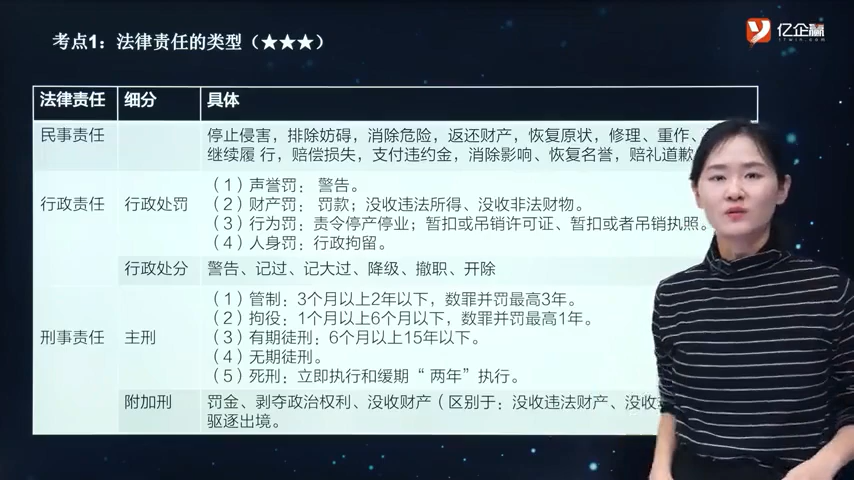 考点1：法律责任的类型（★★★）
亿企赢
法律责任 细分 具体
民事责任 停止侵害，排除妨碍，消除危险，返还财产，恢复原状，修理、重作、
继续履 行，赔偿损失，支付违约金，消除影响、恢复名誉，赔礼道歉
（1）声誉罚： 警告。
行政责任 行政处罚 （2）财产罚： 罚款；没收违法所得、没收非法财物。
（3）行为罚：责令停产停业；暂扣或吊销许可证、暂扣或者吊销执照。
（4）人身罚：行政拘留。
行政处分 警告、记过、记大过、降级、撤职、开除
（1）管制：3个月以上2年以下，数罪并罚最高3年。
（2）拘役：1个月以上6个月以下，数罪并罚最高1年。
刑事责任 主刑 （3）有期徒刑：6个月以上15年以下。
（4）无期徒刑。
（5）死刑：立即执行和缓期“ 两年”执行。
附加刑 罚金、剥夺政治权利、没收财产（区别于：没收违法财产、没收
驱逐出境。